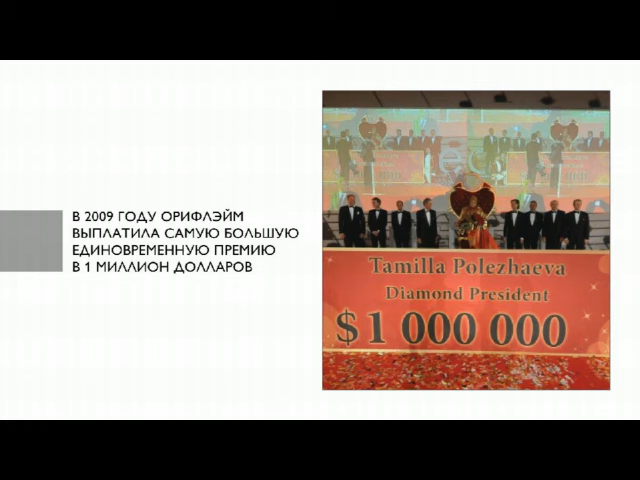 В 2009 ГОДУ ОРИФЛЭЙМ
ВЫПЛАТИЛА САМУЮ БОЛЬШУЮ
ЕДИНОВРЕМЕННУЮ ПРЕМИЮ
В 1 МИЛЛИОН ДОЛЛАРОВ
Tamilla Polezhaeva
Diamond President
$1 000 000